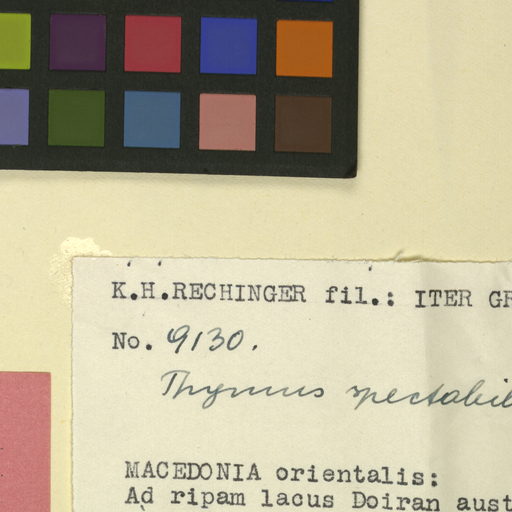 K.H.RECHINGER fil.: ITER GR
No. 9130.
Thymus spectabil
MACEDONIA orientalis:
Ad ripam lacus Doiran aust